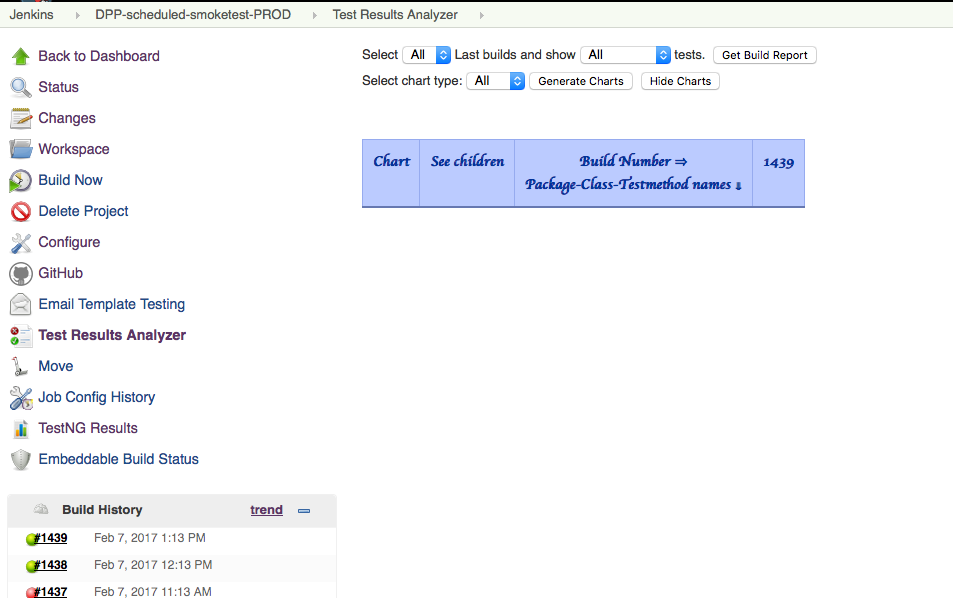 Jenkins DPP-scheduled-smoketest-PROD Test Results Analyzer
Back to Dashboard
Status
Changes
Workspace
Build Now
Delete Project
Configure
GitHub
Email Template Testing
Test Results Analyzer
Move
Job Config History
TestNG Results
Embeddable Build Status
Build History trend
#1439 Feb 7, 2017 1:13 PM
#1438 Feb 7, 2017 12:13 PM
#1437 Feb 7, 2017 11:13 AM
Select All Last builds and show All tests. Get Build Report
Select chart type: All Generate Charts Hide Charts
Chart See children Build Number ⇒ 1439
Package-Class-Testmethod names ⇓